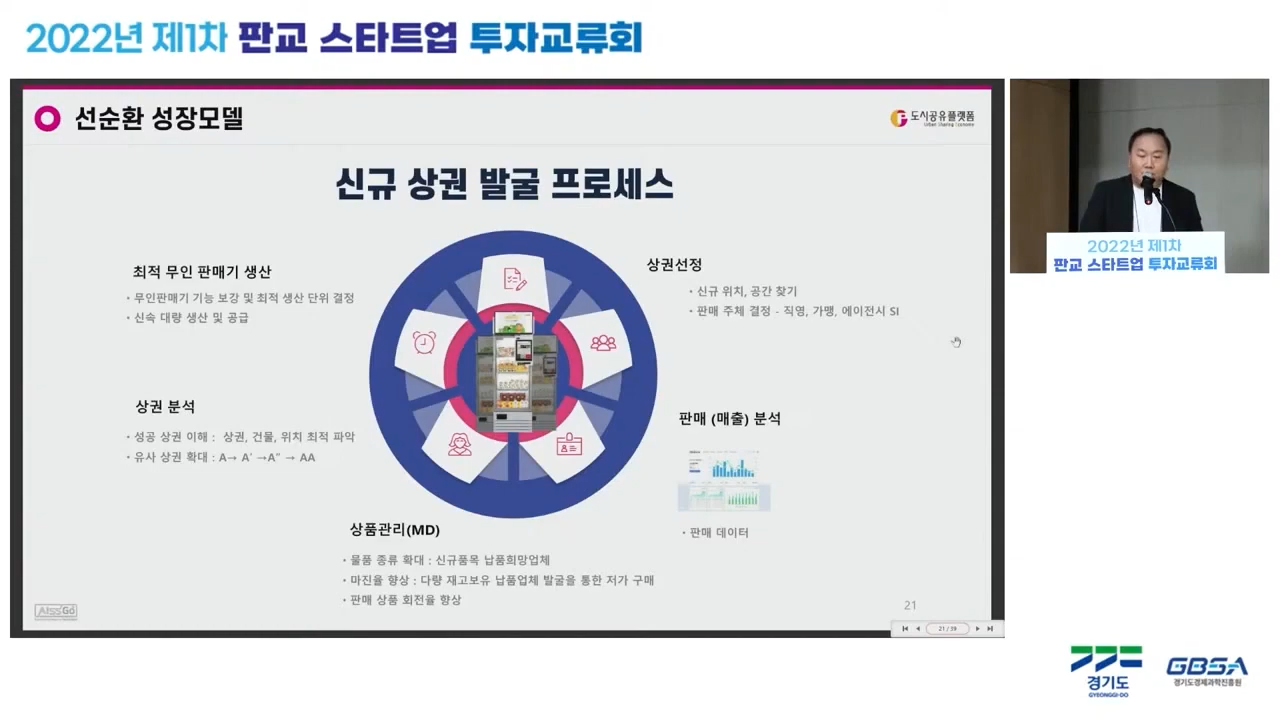 2022년 제1차 판교 스타트업 투자교류회
선순환 성장모델
도시공유플랫폼
Urban Sharing Economy
신규 상권 발굴 프로세스
최적 무인 판매기 생산
• 무인판매기 기능 보강 및 최적 생산 단위 결정
• 신속 대량 생산 및 공급
상권선정
• 신규 위치, 공간 찾기
• 판매 주체 결정 - 직영, 가맹, 에이전시 SI
상권 분석
• 성공 상권 이해 : 상권, 건물, 위치 최적 파악
• 유사 상권 확대 : A→ A' →A" → AA
판매 (매출) 분석
• 판매 데이터
상품관리(MD)
• 물품 종류 확대 : 신규품목 납품희망업체
• 마진율 향상 : 다량 재고보유 납품업체 발굴을 통한 저가 구매
• 판매 상품 회전율 향상
AISS Go
21
21 / 39
2022년 제1차
판교 스타트업 투자교류회
경기도
GYEONGGI-DO
GBSA
경기도경제과학진흥원